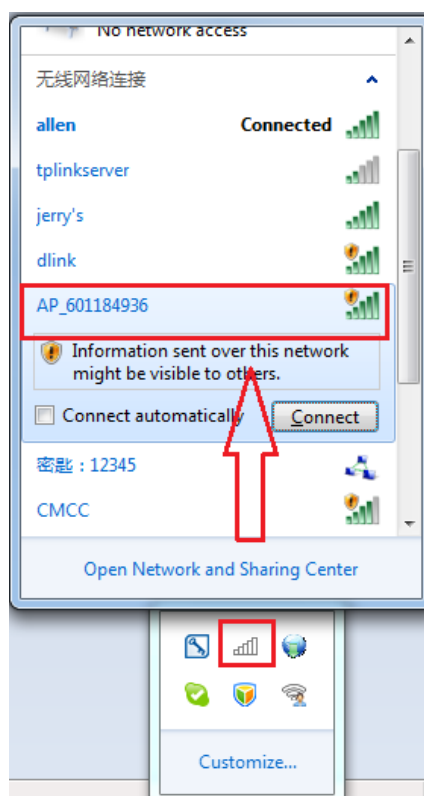 No network access
无线网络连接
allen Connected
tplinkserver
jerry's
dlink
AP_601184936
Information sent over this network
might be visible to others.
Connect automatically Connect
密匙：12345
CMCC
Open Network and Sharing Center
Customize...